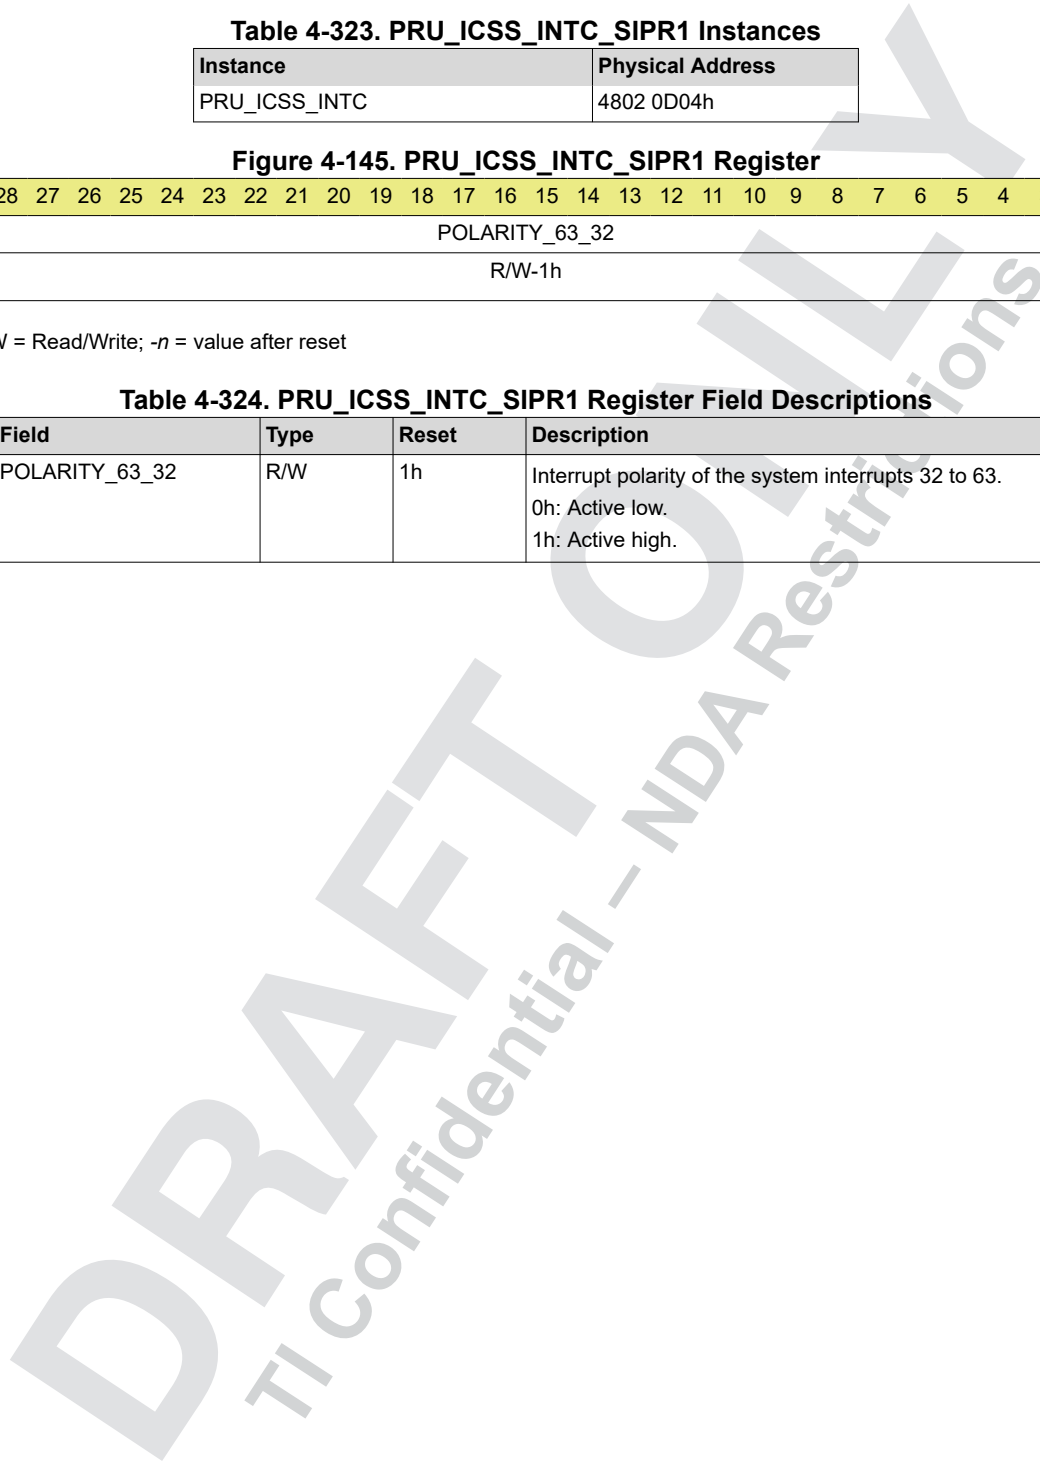 Table 4-323. PRU_ICSS_INTC_SIPR1 Instances
Instance Physical Address
PRU_ICSS_INTC 4802 0D04h
Figure 4-145. PRU_ICSS_INTC_SIPR1 Register
28 27 26 25 24 23 22 21 20 19 18 17 16 15 14 13 12 11 10 9 8 7 6 5 4
POLARITY_63_32
R/W-1h
= Read/Write; -n = value after reset
Table 4-324. PRU_ICSS_INTC_SIPR1 Register Field Descriptions
Field Type Reset Description
POLARITY_63_32 R/W 1h Interrupt polarity of the system interrupts 32 to 63.
0h: Active low.
1h: Active high.
DRAFT ONLY
TI Confidential – NDA Restrictions